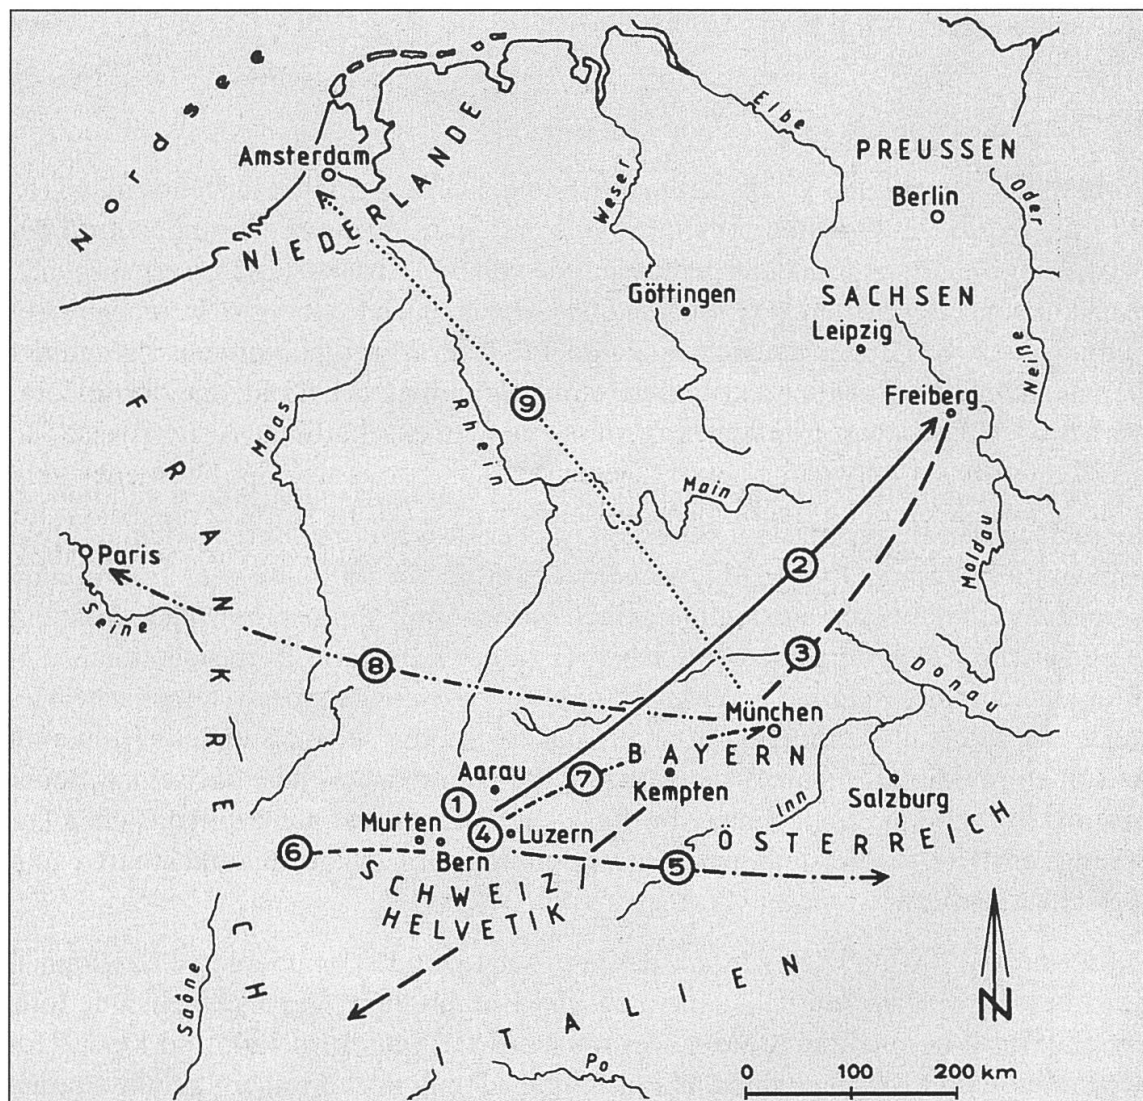 Nordsee
Elbe
Amsterdam
NIEDERLANDE
Weser
PREUSSEN
Berlin
Oder
Göttingen
SACHSEN
Leipzig
Neiße
Freiberg
9
Maas
Rhein
Main
FRANKREICH
Paris
Seine
2
Moldau
3
8
Donau
München
BAYERN
7
Aarau
Kempten
Inn
Salzburg
1
4
Luzern
Murten
Bern
6
5
ÖSTERREICH
SCHWEIZ
HELVETIK
Saône
ITALIEN
Po
N
0 100 200 km